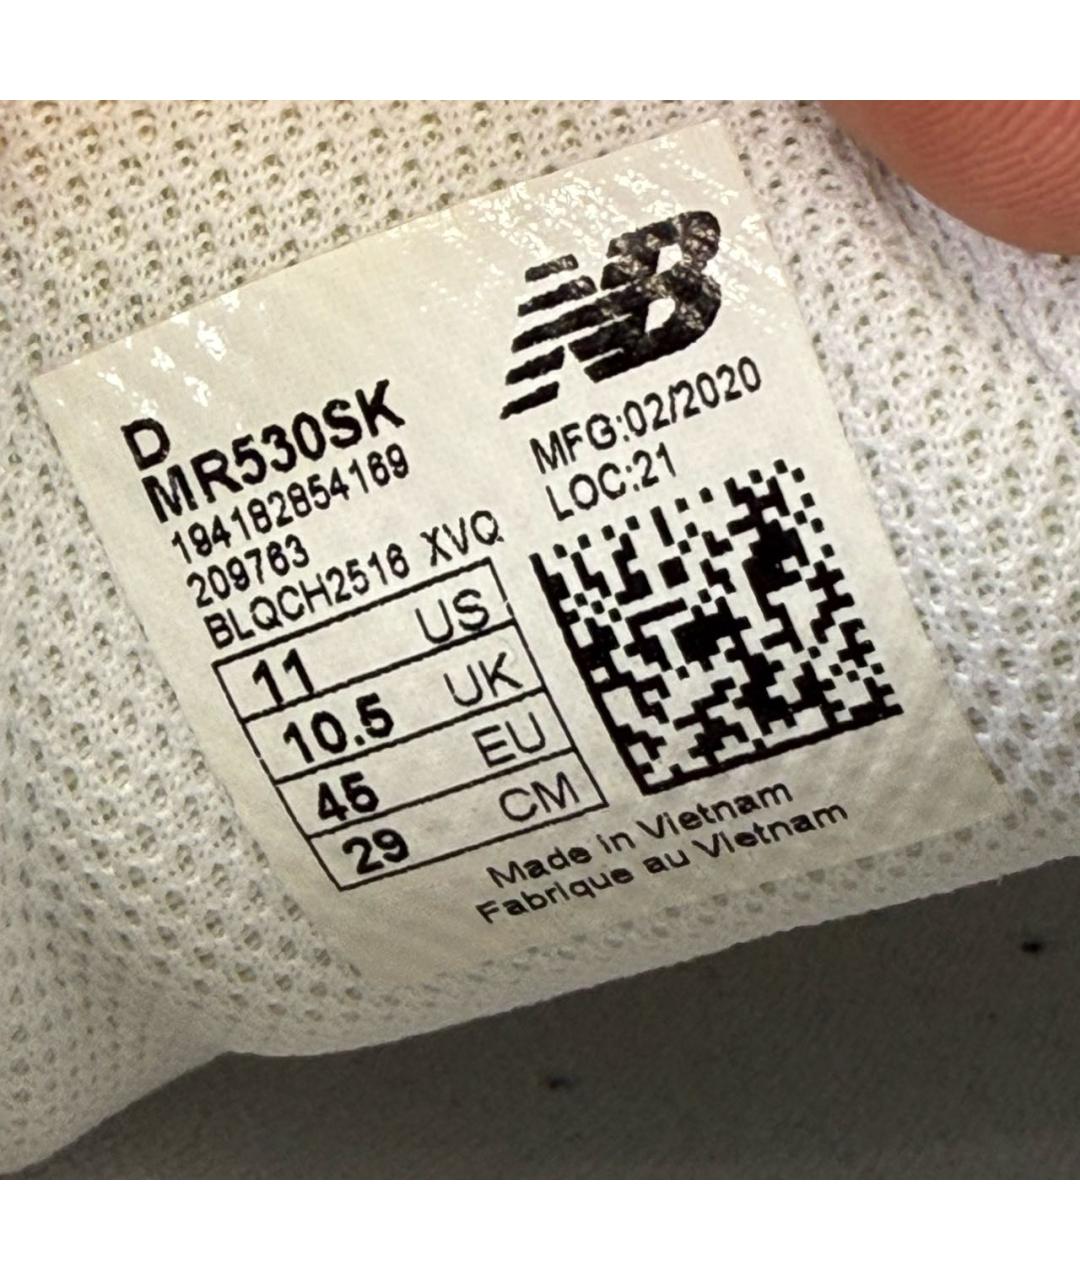 NB
D
MR530SK
194182854169
209763
BLQCH2516 XVQ
MFG:02/2020
LOC:21
11 US
10.5 UK
45 EU
29 CM
Made in Vietnam
Fabrique au Vietnam